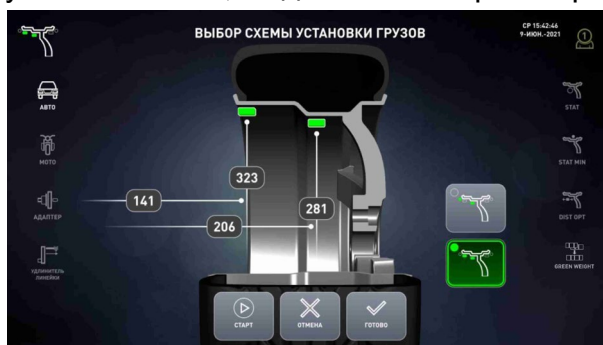 ВЫБОР СХЕМЫ УСТАНОВКИ ГРУЗОВ
СР 15:42:46
9-ИЮН.-2021
1
АВТО
МОТО
АДАПТЕР
УДЛИНИТЕЛЬ
ЛИНЕЙКИ
323
141
206
281
STAT
STAT MIN
DIST OPT
GREEN WEIGHT
СТАРТ
ОТМЕНА
ГОТОВО